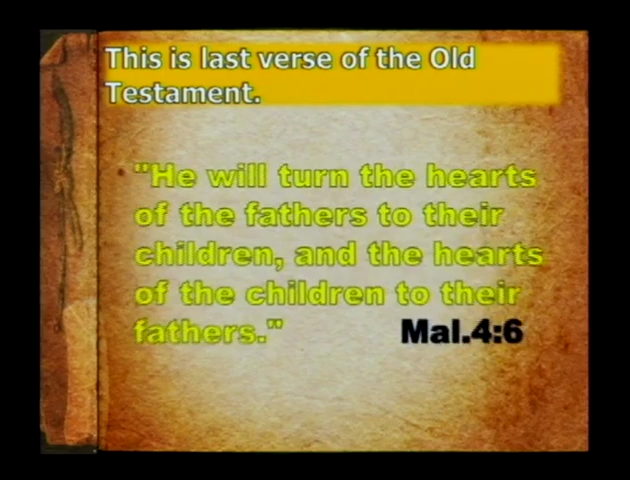 This is last verse of the Old
Testament.
"He will turn the hearts
of the fathers to their
children, and the hearts
of the children to their
fathers." Mal.4:6